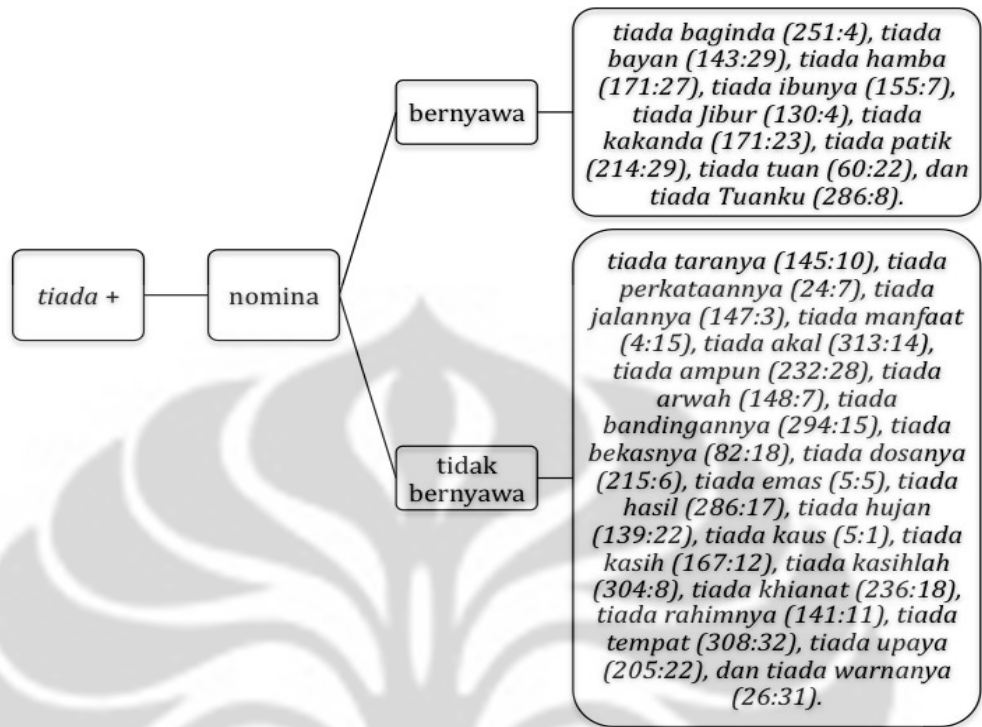 tiada +
nomina
bernyawa
tiada baginda (251:4), tiada
bayan (143:29), tiada hamba
(171:27), tiada ibunya (155:7),
tiada Jibur (130:4), tiada
kakanda (171:23), tiada patik
(214:29), tiada tuan (60:22), dan
tiada Tuanku (286:8).
tidak
bernyawa
tiada taranya (145:10), tiada
perkataannya (24:7), tiada
jalannya (147:3), tiada manfaat
(4:15), tiada akal (313:14),
tiada ampun (232:28), tiada
arwah (148:7), tiada
bandingannya (294:15), tiada
bekasnya (82:18), tiada dosanya
(215:6), tiada emas (5:5), tiada
hasil (286:17), tiada hujan
(139:22), tiada kaus (5:1), tiada
kasih (167:12), tiada kasihlah
(304:8), tiada khianat (236:18),
tiada rahimnya (141:11), tiada
tempat (308:32), tiada upaya
(205:22), dan tiada warnanya
(26:31).